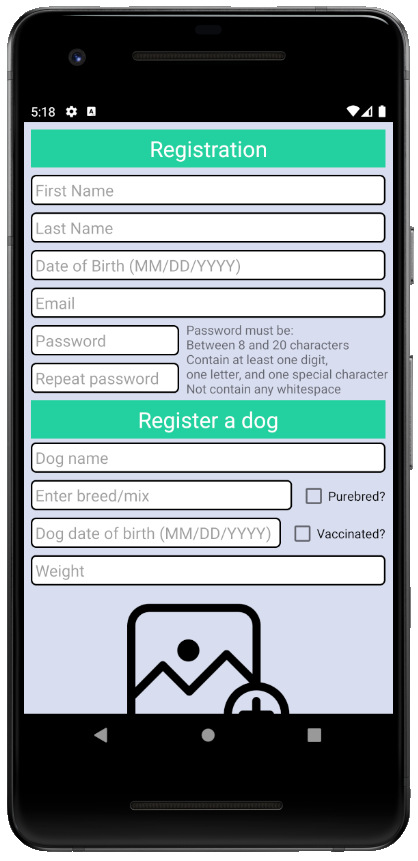 5:18
A
Registration
First Name
Last Name
Date of Birth (MM/DD/YYYY)
Email
Password
Repeat password
Password must be:
Between 8 and 20 characters
Contain at least one digit,
one letter, and one special character
Not contain any whitespace
Register a dog
Dog name
Enter breed/mix
Purebred?
Dog date of birth (MM/DD/YYYY)
Vaccinated?
Weight